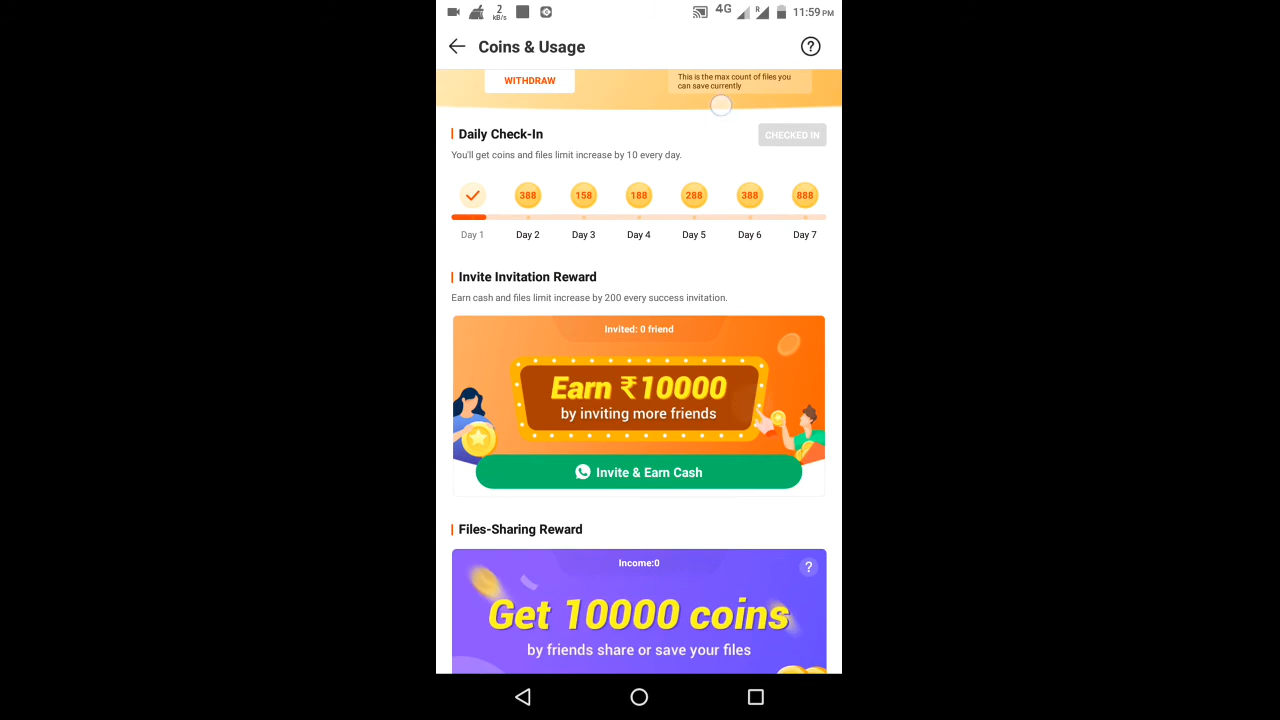 2
kB/s
4G
R
11:59 PM
Coins & Usage
WITHDRAW
This is the max count of files you
can save currently
Daily Check-In
CHECKED IN
You'll get coins and files limit increase by 10 every day.
388 158 188 288 388 888
Day 1 Day 2 Day 3 Day 4 Day 5 Day 6 Day 7
Invite Invitation Reward
Earn cash and files limit increase by 200 every success invitation.
Invited: 0 friend
Earn ₹10000
by inviting more friends
Invite & Earn Cash
Files-Sharing Reward
Income:0
?
Get 10000 coins
by friends share or save your files